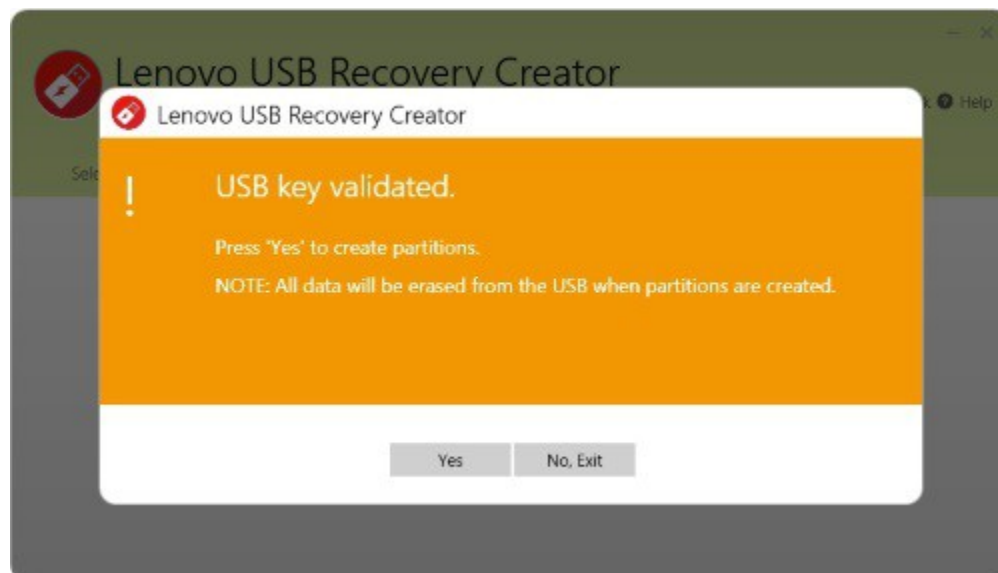 Lenovo USB Recovery Creator
Help
Lenovo USB Recovery Creator
USB key validated.
Press 'Yes' to create partitions.
NOTE: All data will be erased from the USB when partitions are created.
Yes
No, Exit